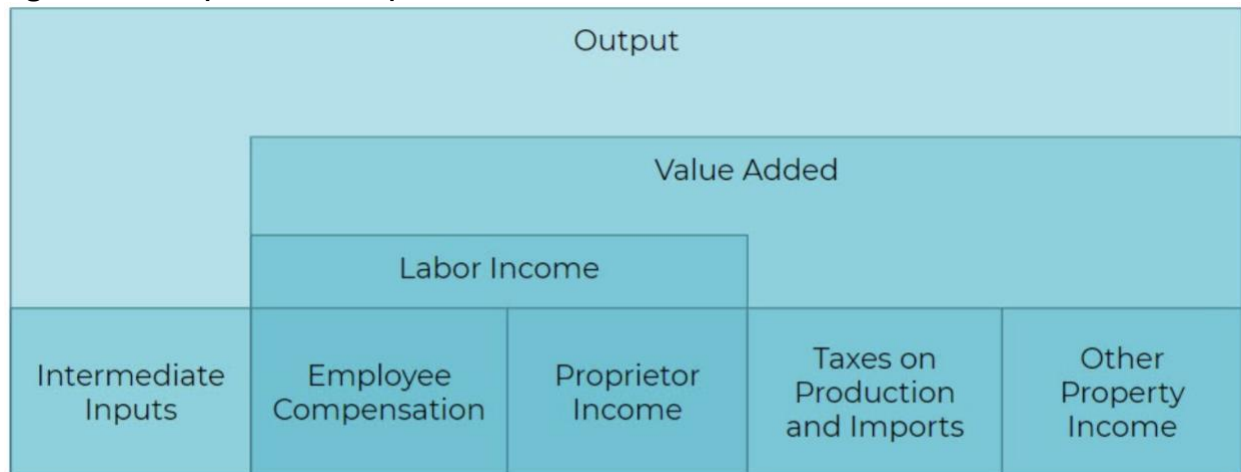 Output
Value Added
Labor Income
Intermediate
Inputs
Employee
Compensation
Proprietor
Income
Taxes on
Production
and Imports
Other
Property
Income